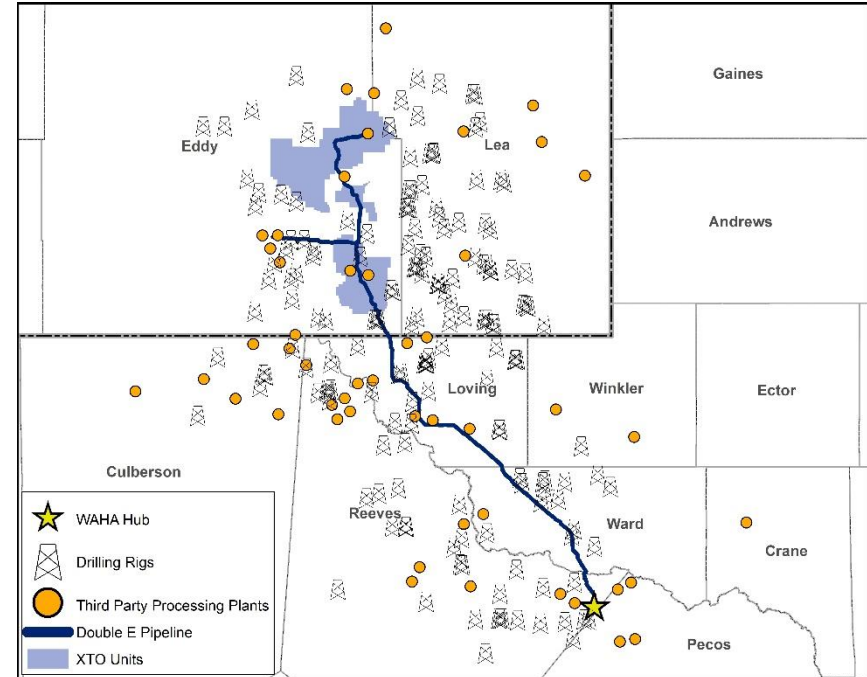 Gaines
Eddy
Lea
Andrews
Loving
Winkler
Ector
Culberson
Reeves
Ward
Crane
Pecos
WAHA Hub
Drilling Rigs
Third Party Processing Plants
Double E Pipeline
XTO Units